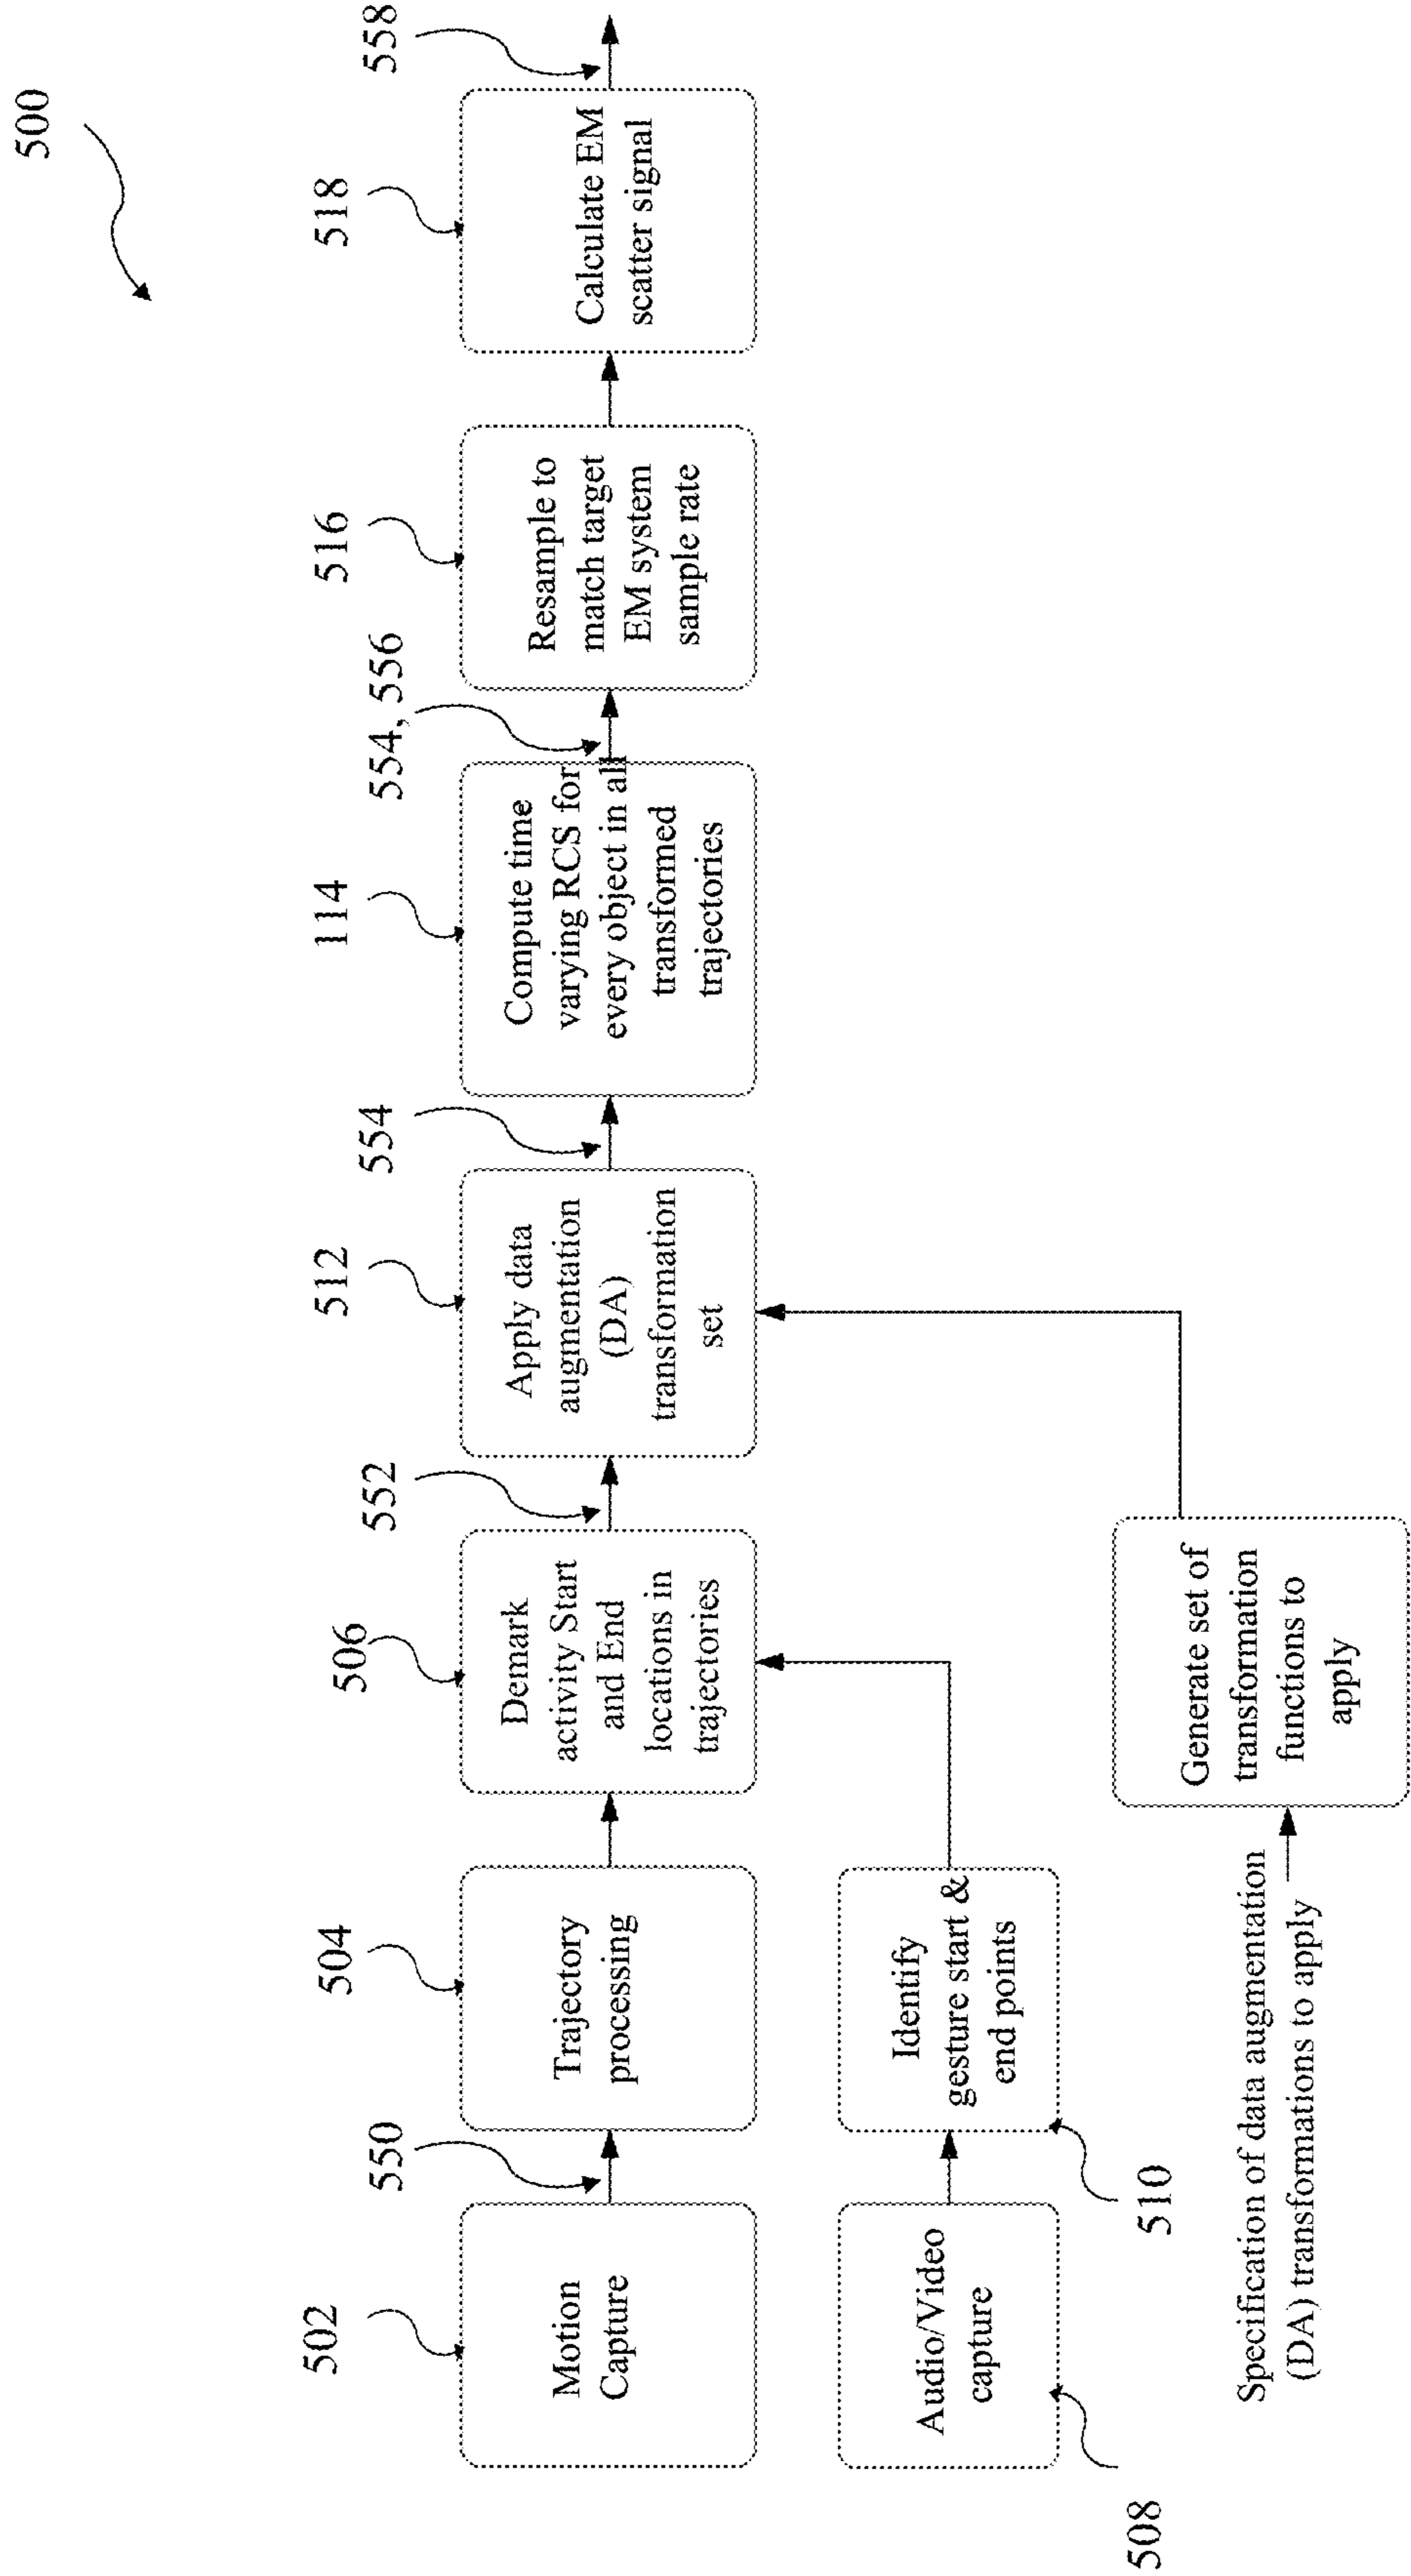 500
502
Motion
Capture
550
504
Trajectory
processing
506
Demark
activity Start
and End
locations in
trajectories
552
512
Apply data
augmentation
(DA)
transformation
set
554
114
Compute time
varying RCS for
every object in all
transformed
trajectories
554, 556
516
Resample to
match target
EM system
sample rate
518
Calculate EM
scatter signal
558
508
Audio/Video
capture
510
Identify
gesture start &
end points
Specification of data augmentation
(DA) transformations to apply
Generate set of
transformation
functions to
apply